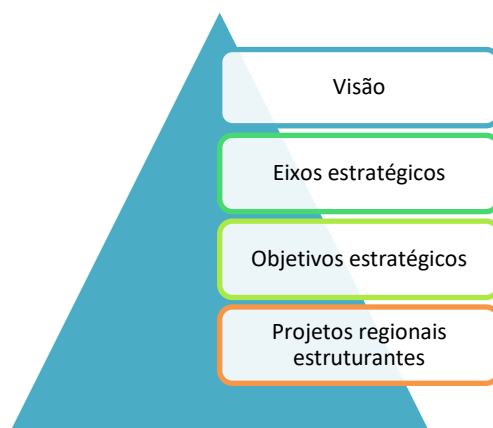 Visão
Eixos estratégicos
Objetivos estratégicos
Projetos regionais
estruturantes